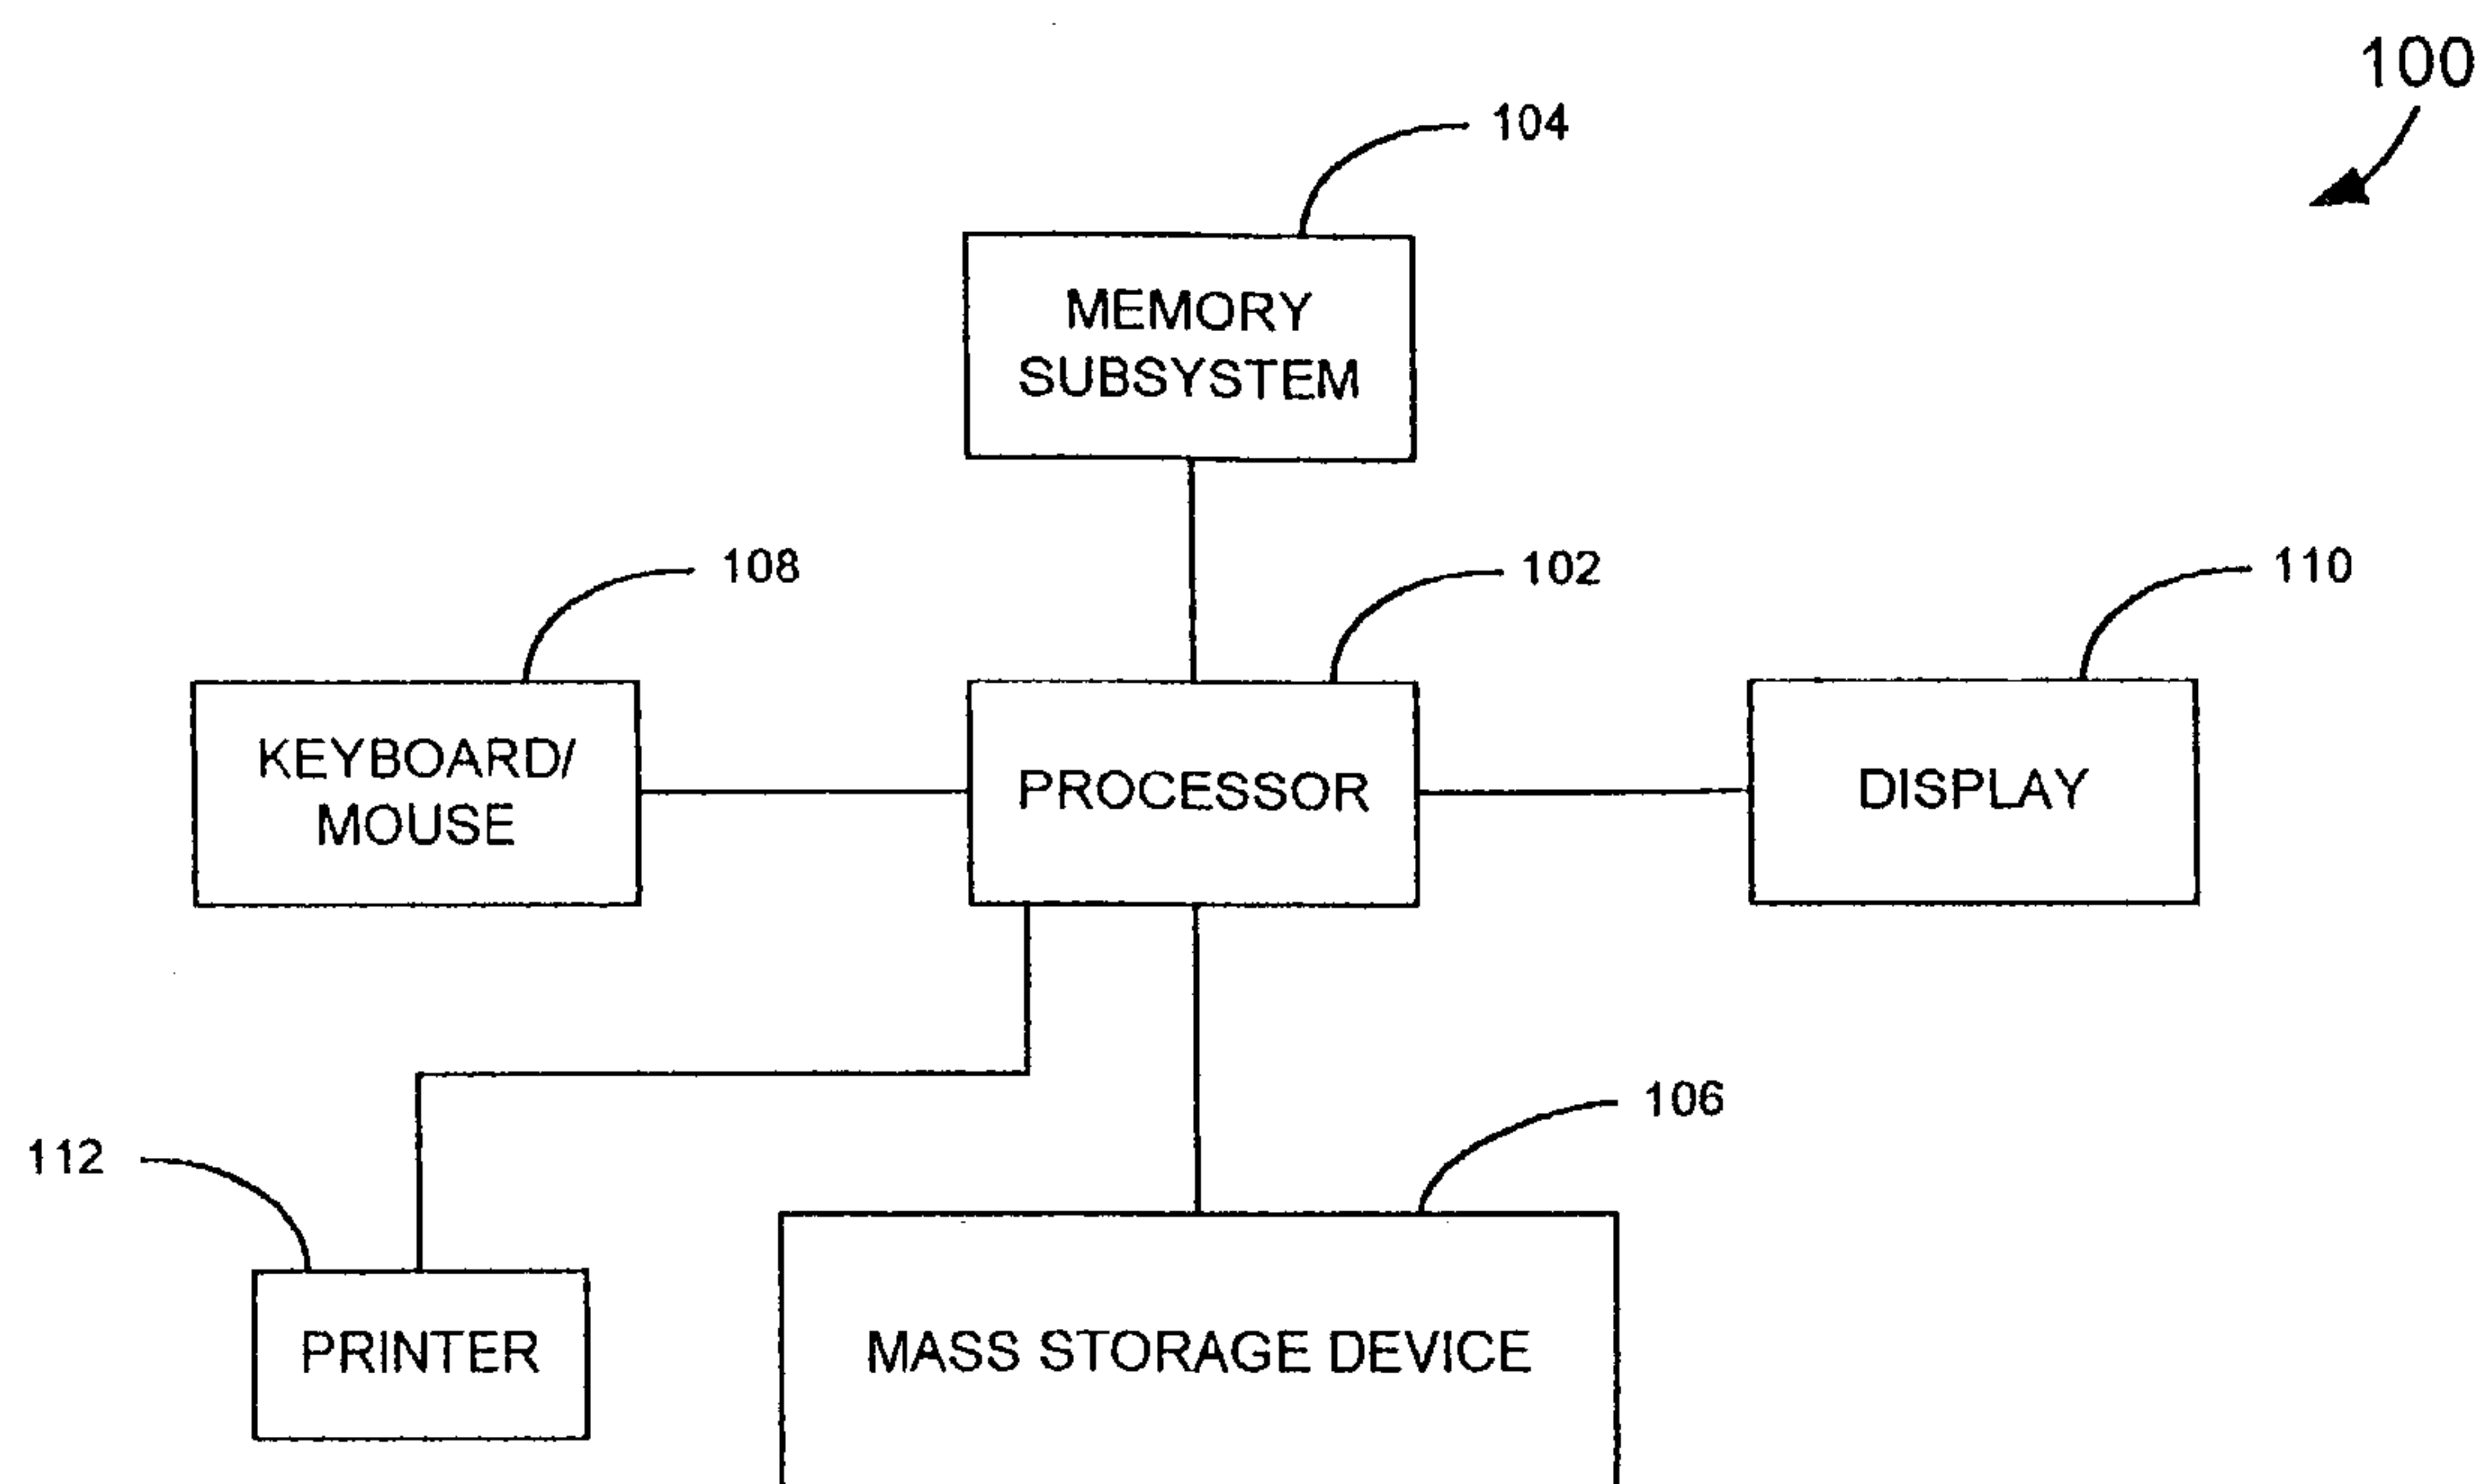 100
104
MEMORY
SUBSYSTEM
108
102
110
KEYBOARD/
MOUSE
PROCESSOR
DISPLAY
106
112
PRINTER
MASS STORAGE DEVICE